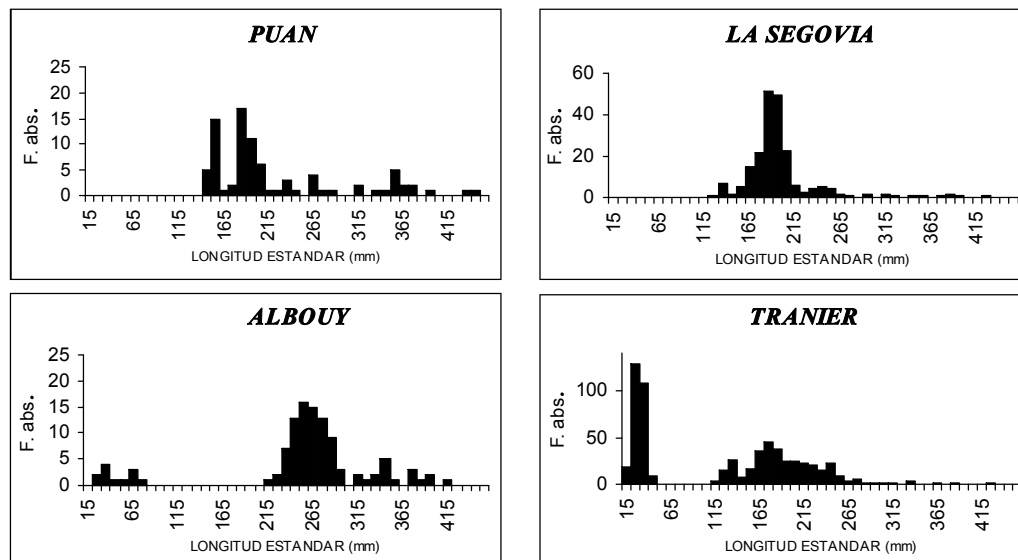 PUAN
25
20
15
10
5
0
F. abs.
15 65 115 165 215 265 315 365 415
LONGITUD ESTANDAR (mm)
LA SEGOVIA
60
40
20
0
F. abs.
15 65 115 165 215 265 315 365 415
LONGITUD ESTANDAR (mm)
ALBOUY
25
20
15
10
5
0
F. abs.
15 65 115 165 215 265 315 365 415
LONGITUD ESTANDAR (mm)
TRANIER
100
50
0
F. abs.
15 65 115 165 215 265 315 365 415
LONGITUD ESTANDAR (mm)